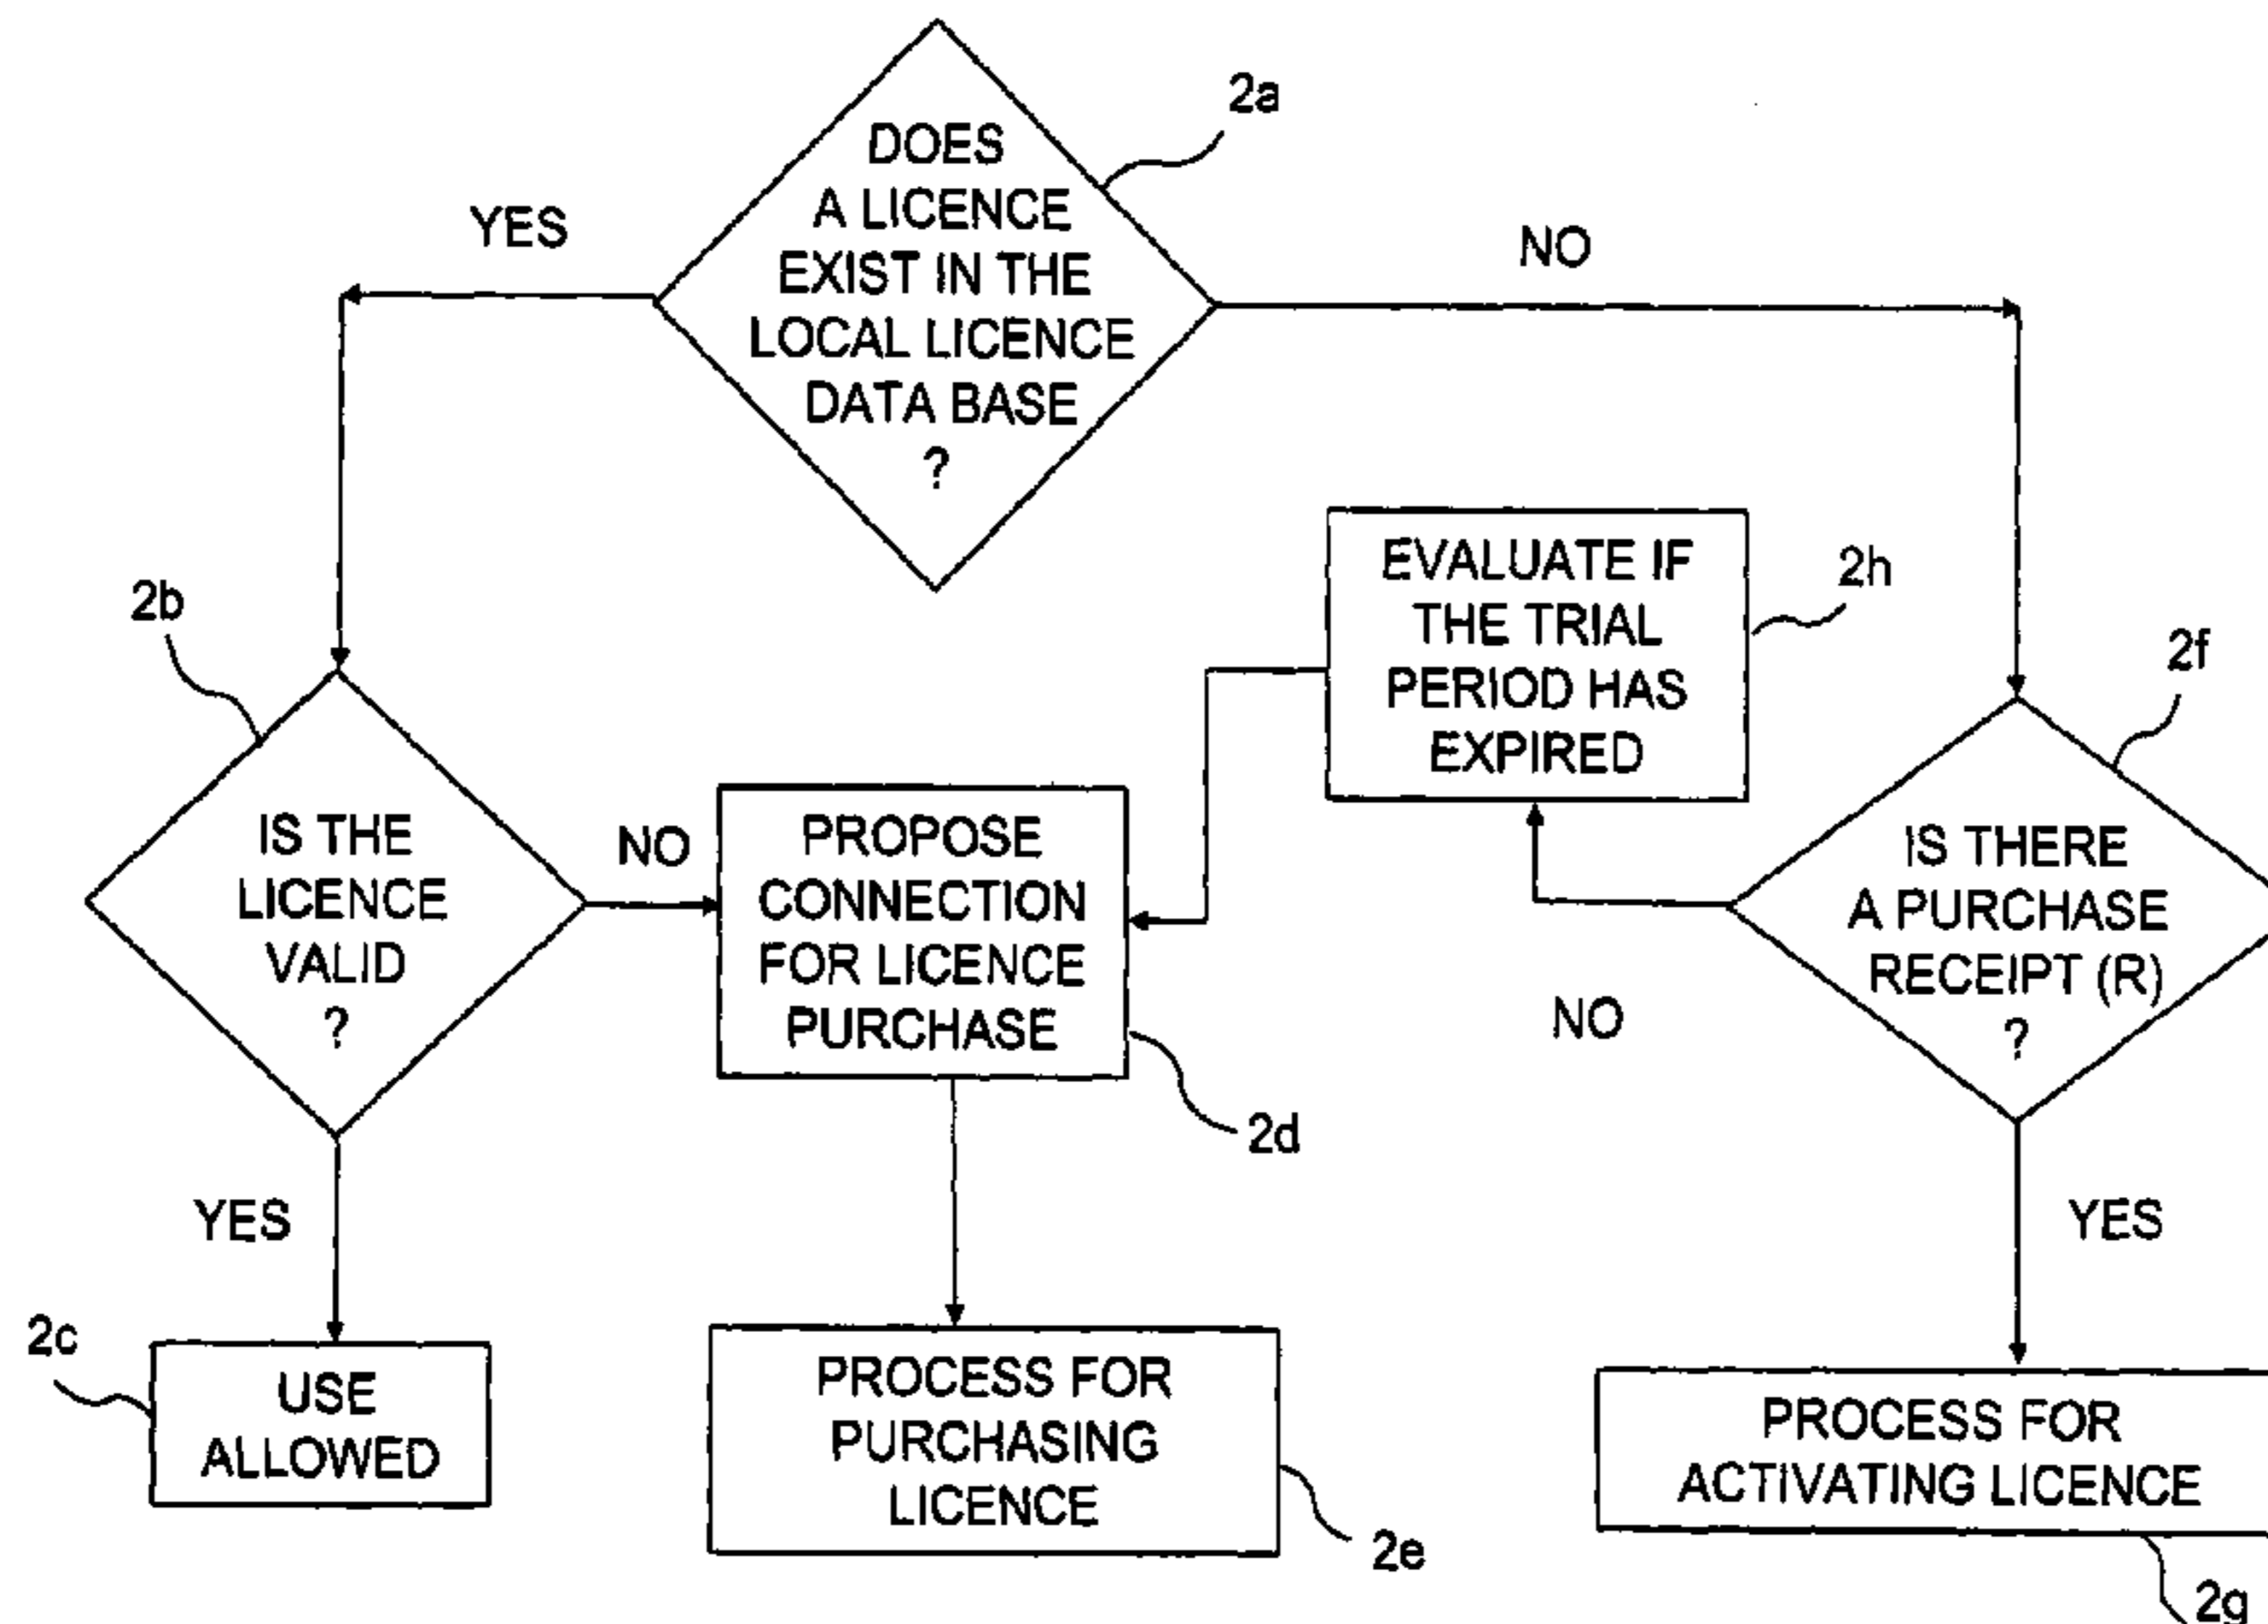 2a
DOES
A LICENCE
EXIST IN THE
LOCAL LICENCE
DATA BASE
?
YES
NO
2b
IS THE
LICENCE
VALID
?
NO
YES
2c
USE
ALLOWED
PROPOSE
CONNECTION
FOR LICENCE
PURCHASE
2d
PROCESS FOR
PURCHASING
LICENCE
2e
EVALUATE IF
THE TRIAL
PERIOD HAS
EXPIRED
2h
2f
IS THERE
A PURCHASE
RECEIPT (R)
?
NO
YES
PROCESS FOR
ACTIVATING LICENCE
2g